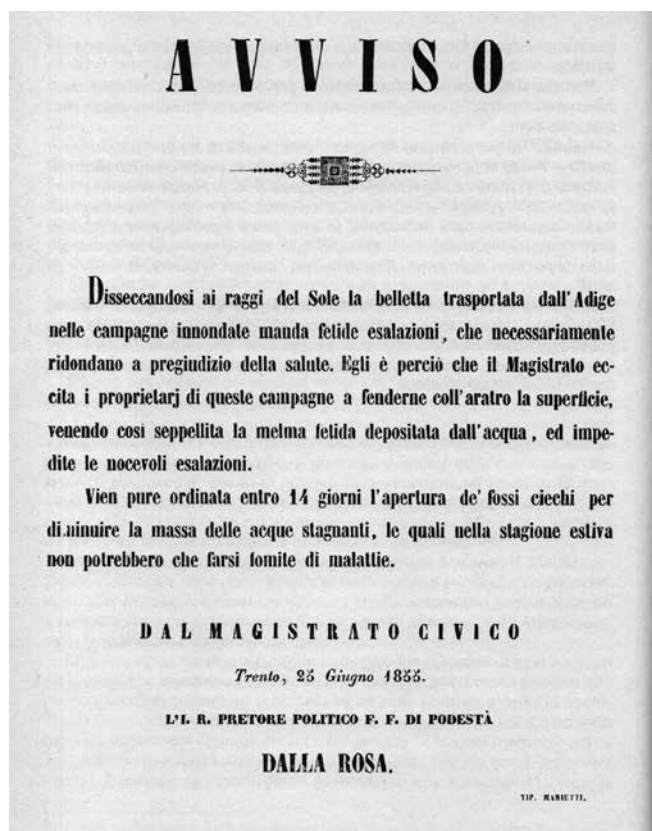 AVVISO
Disseccandosi ai raggi del Sole la belletta trasportata dall'Adige
nelle campagne innondate manda fetide esalazioni, che necessariamente
ridondano a pregiudizio della salute. Egli è perciò che il Magistrato ec-
cita i proprietarj di queste campagne a fenderne coll'aratro la superficie,
venendo così seppellita la melma fetida depositata dall'acqua, ed impe-
dite le nocevoli esalazioni.
Vien pure ordinata entro 14 giorni l'apertura de' fossi ciechi per
diminuire la massa delle acque stagnanti, le quali nella stagione estiva
non potrebbero che farsi fomite di malattie.
DAL MAGISTRATO CIVICO
Trento, 25 Giugno 1855.
L'I. R. PRETORE POLITICO F. F. DI PODESTÀ
DALLA ROSA.
TIP. MARIETTI.